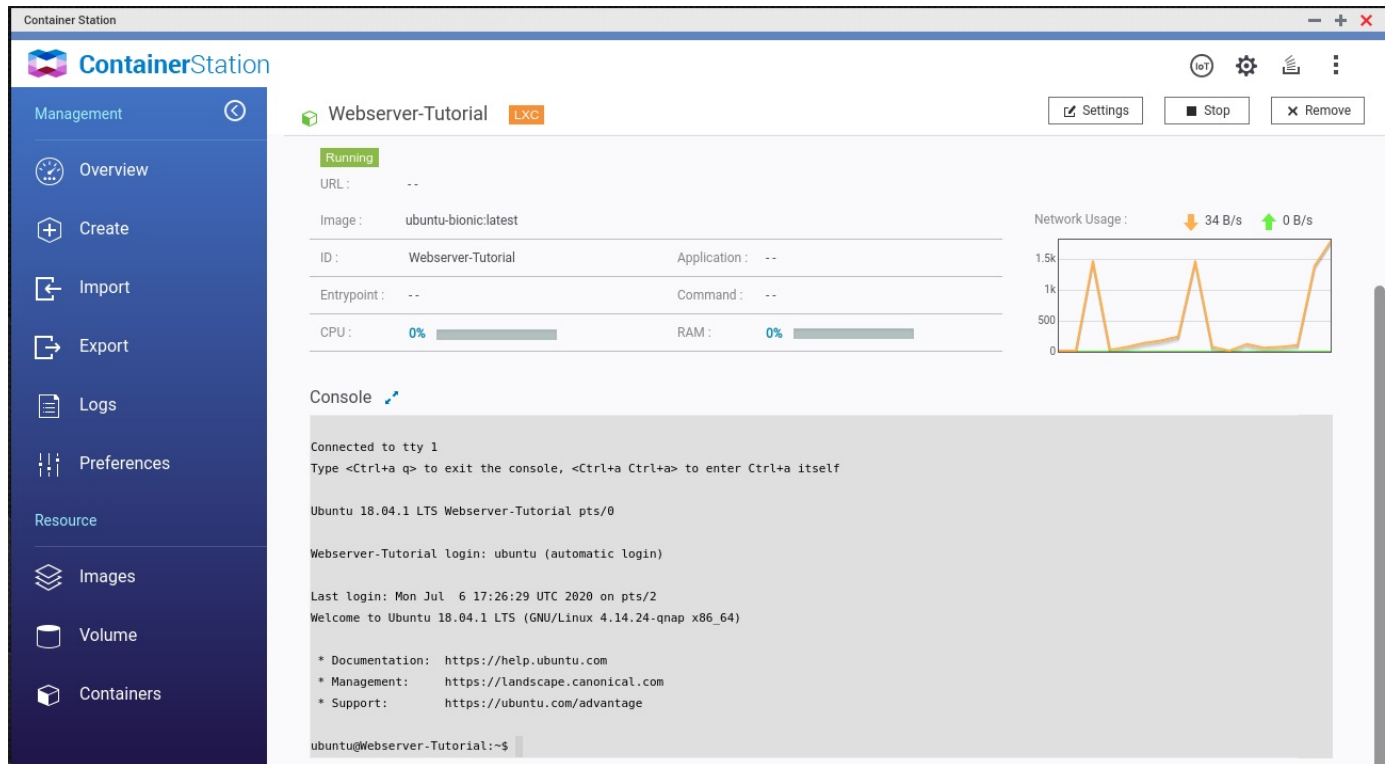 Container Station
ContainerStation
IoT
Management
Overview
Create
Import
Export
Logs
Preferences
Resource
Images
Volume
Containers
Webserver-Tutorial LXC
Settings Stop Remove
Running
URL : --
Image : ubuntu-bionic:latest
ID : Webserver-Tutorial Application : --
Entrypoint : -- Command : --
CPU : 0% RAM : 0%
Network Usage : 34 B/s 0 B/s
1.5k
1k
500
0
Console
Connected to tty 1
Type <Ctrl+a q> to exit the console, <Ctrl+a Ctrl+a> to enter Ctrl+a itself
Ubuntu 18.04.1 LTS Webserver-Tutorial pts/0
Webserver-Tutorial login: ubuntu (automatic login)
Last login: Mon Jul  6 17:26:29 UTC 2020 on pts/2
Welcome to Ubuntu 18.04.1 LTS (GNU/Linux 4.14.24-qnap x86_64)
* Documentation:  https://help.ubuntu.com
* Management:     https://landscape.canonical.com
* Support:        https://ubuntu.com/advantage
ubuntu@Webserver-Tutorial:~$